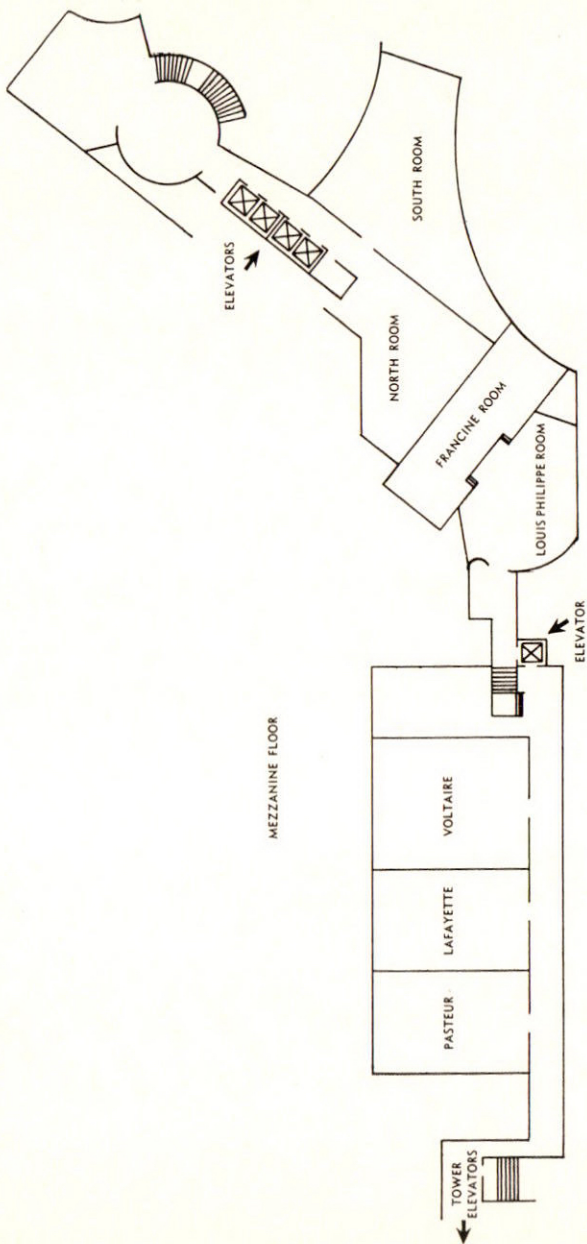 MEZZANINE FLOOR
TOWER
ELEVATORS
PASTEUR
LAFAYETTE
VOLTAIRE
ELEVATOR
LOUIS PHILIPPE ROOM
FRANCINE ROOM
NORTH ROOM
SOUTH ROOM
ELEVATORS